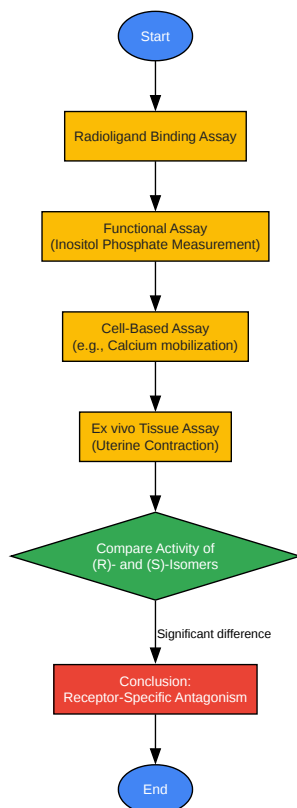 Start
Radioligand Binding Assay
Functional Assay
(Inositol Phosphate Measurement)
Cell-Based Assay
(e.g., Calcium mobilization)
Ex vivo Tissue Assay
(Uterine Contraction)
Compare Activity of
(R)- and (S)-Isomers
Significant difference
Conclusion:
Receptor-Specific Antagonism
End